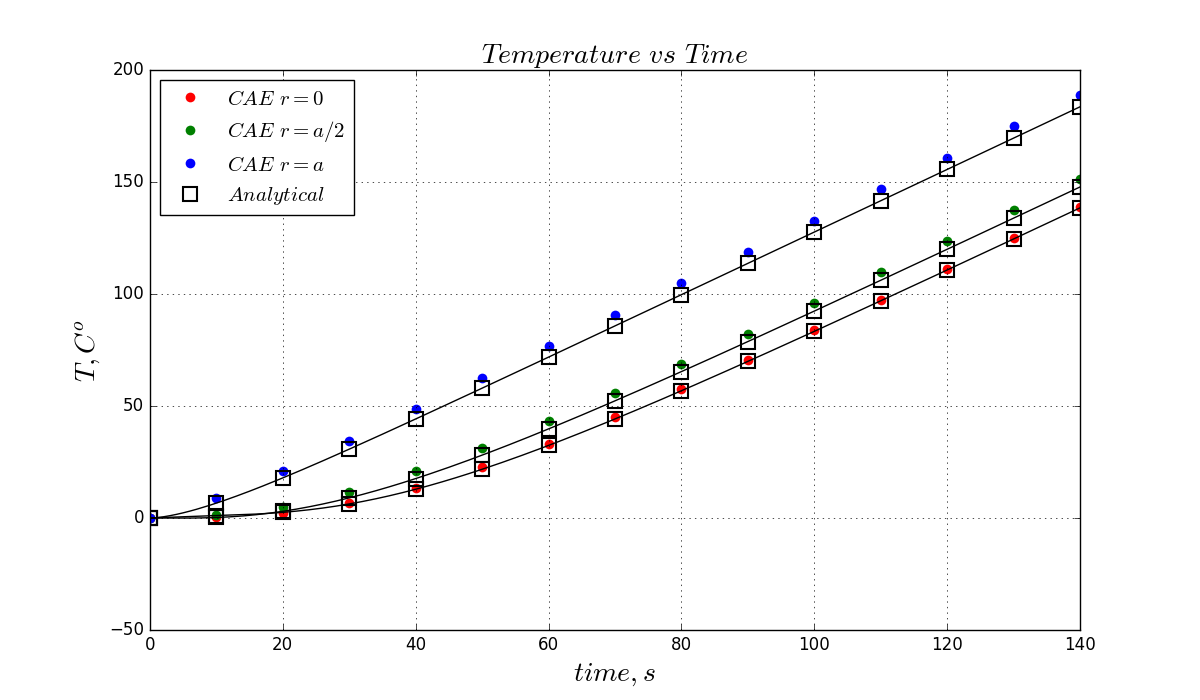 Temperature vs Time
200
150
100
50
0
−50
T, C^o
CAE r = 0
CAE r = a/2
CAE r = a
Analytical
0 20 40 60 80 100 120 140
time, s